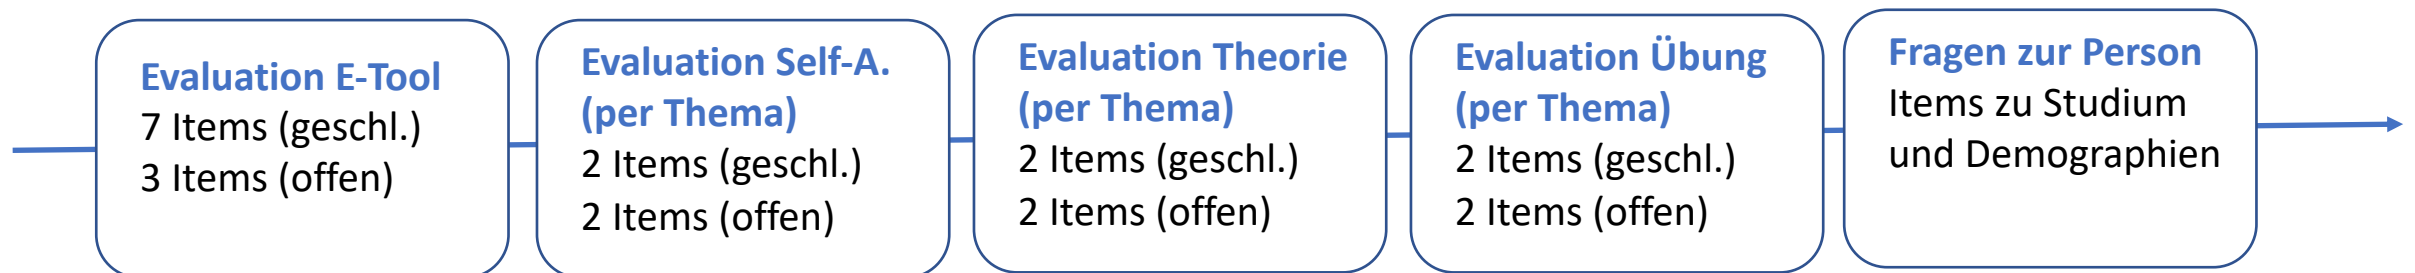 Evaluation E-Tool
7 Items (geschl.)
3 Items (offen)
Evaluation Self-A.
(per Thema)
2 Items (geschl.)
2 Items (offen)
Evaluation Theorie
(per Thema)
2 Items (geschl.)
2 Items (offen)
Evaluation Übung
(per Thema)
2 Items (geschl.)
2 Items (offen)
Fragen zur Person
Items zu Studium
und Demographien